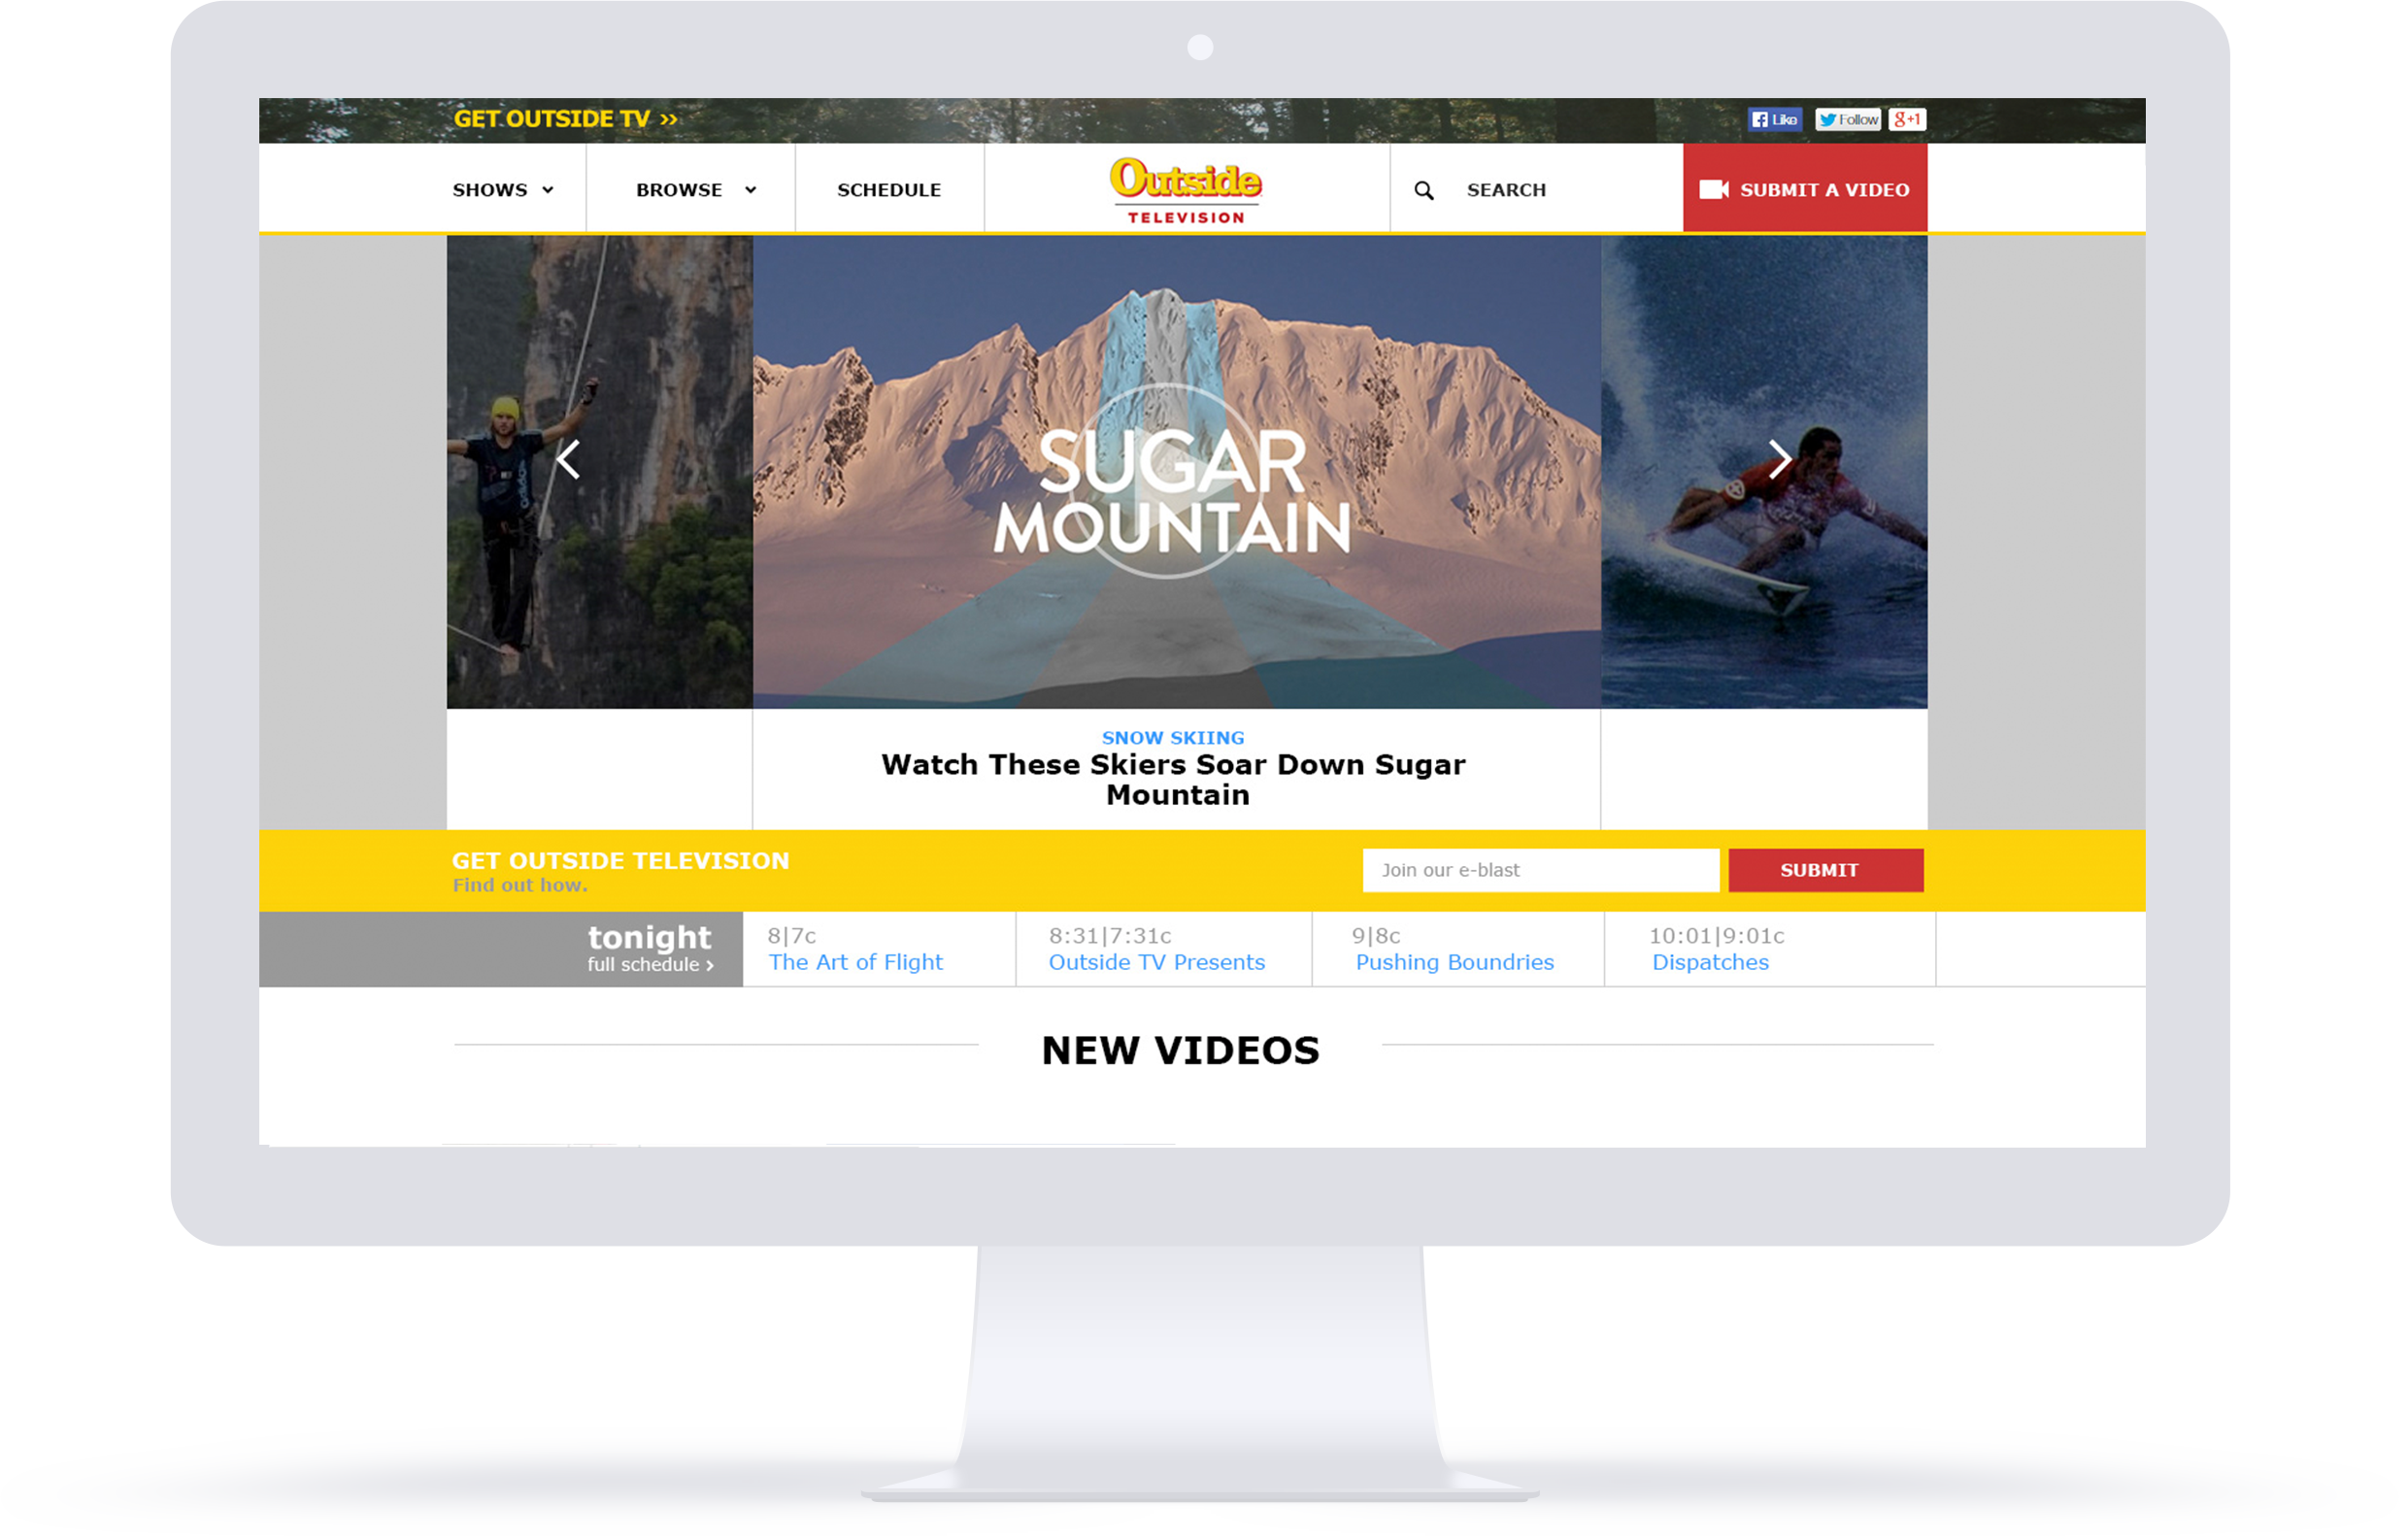 GET OUTSIDE TV >>
Like
Follow
g+1
SHOWS
BROWSE
SCHEDULE
Outside
TELEVISION
SEARCH
SUBMIT A VIDEO
adidas
SUGAR
MOUNTAIN
SNOW SKIING
Watch These Skiers Soar Down Sugar
Mountain
GET OUTSIDE TELEVISION
Find out how.
Join our e-blast
SUBMIT
tonight
full schedule >
8|7c
The Art of Flight
8:31|7:31c
Outside TV Presents
9|8c
Pushing Boundries
10:01|9:01c
Dispatches
NEW VIDEOS